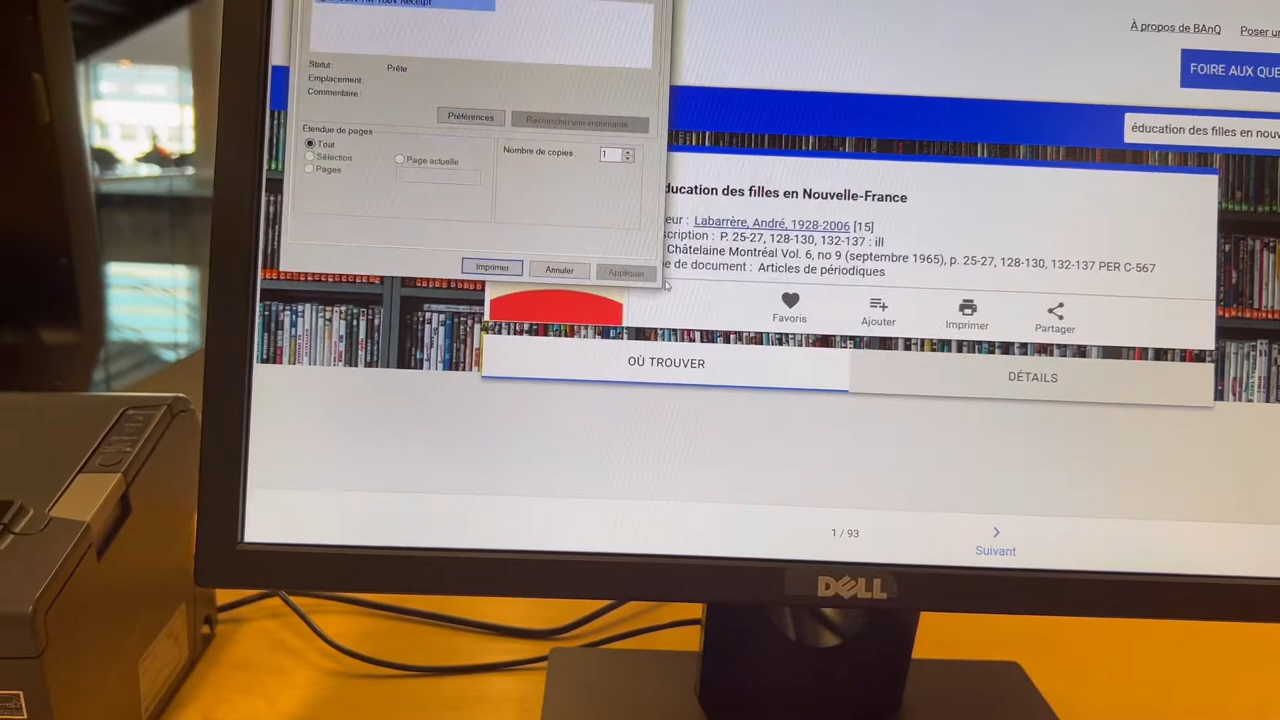 Receipt
Statut: Prête
Emplacement:
Commentaire:
Préférences Rechercher une imprimante
Étendue de pages
Tout
Sélection Page actuelle
Pages
Nombre de copies 1
Imprimer Annuler Appliquer
À propos de BAnQ Poser un
FOIRE AUX QUE
éducation des filles en nouv
ducation des filles en Nouvelle-France
eur : Labarrère, André, 1928-2006 [15]
scription : P. 25-27, 128-130, 132-137 : ill
Châtelaine Montréal Vol. 6, no 9 (septembre 1965), p. 25-27, 128-130, 132-137 PER C-567
e de document : Articles de périodiques
Favoris Ajouter Imprimer Partager
OÙ TROUVER DÉTAILS
1 / 93
Suivant
DELL